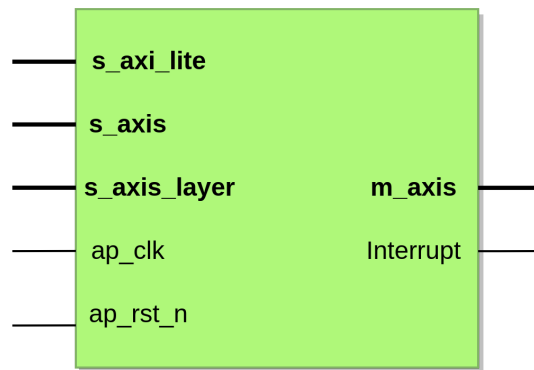 s_axi_lite
s_axis
s_axis_layer
m_axis
ap_clk
Interrupt
ap_rst_n